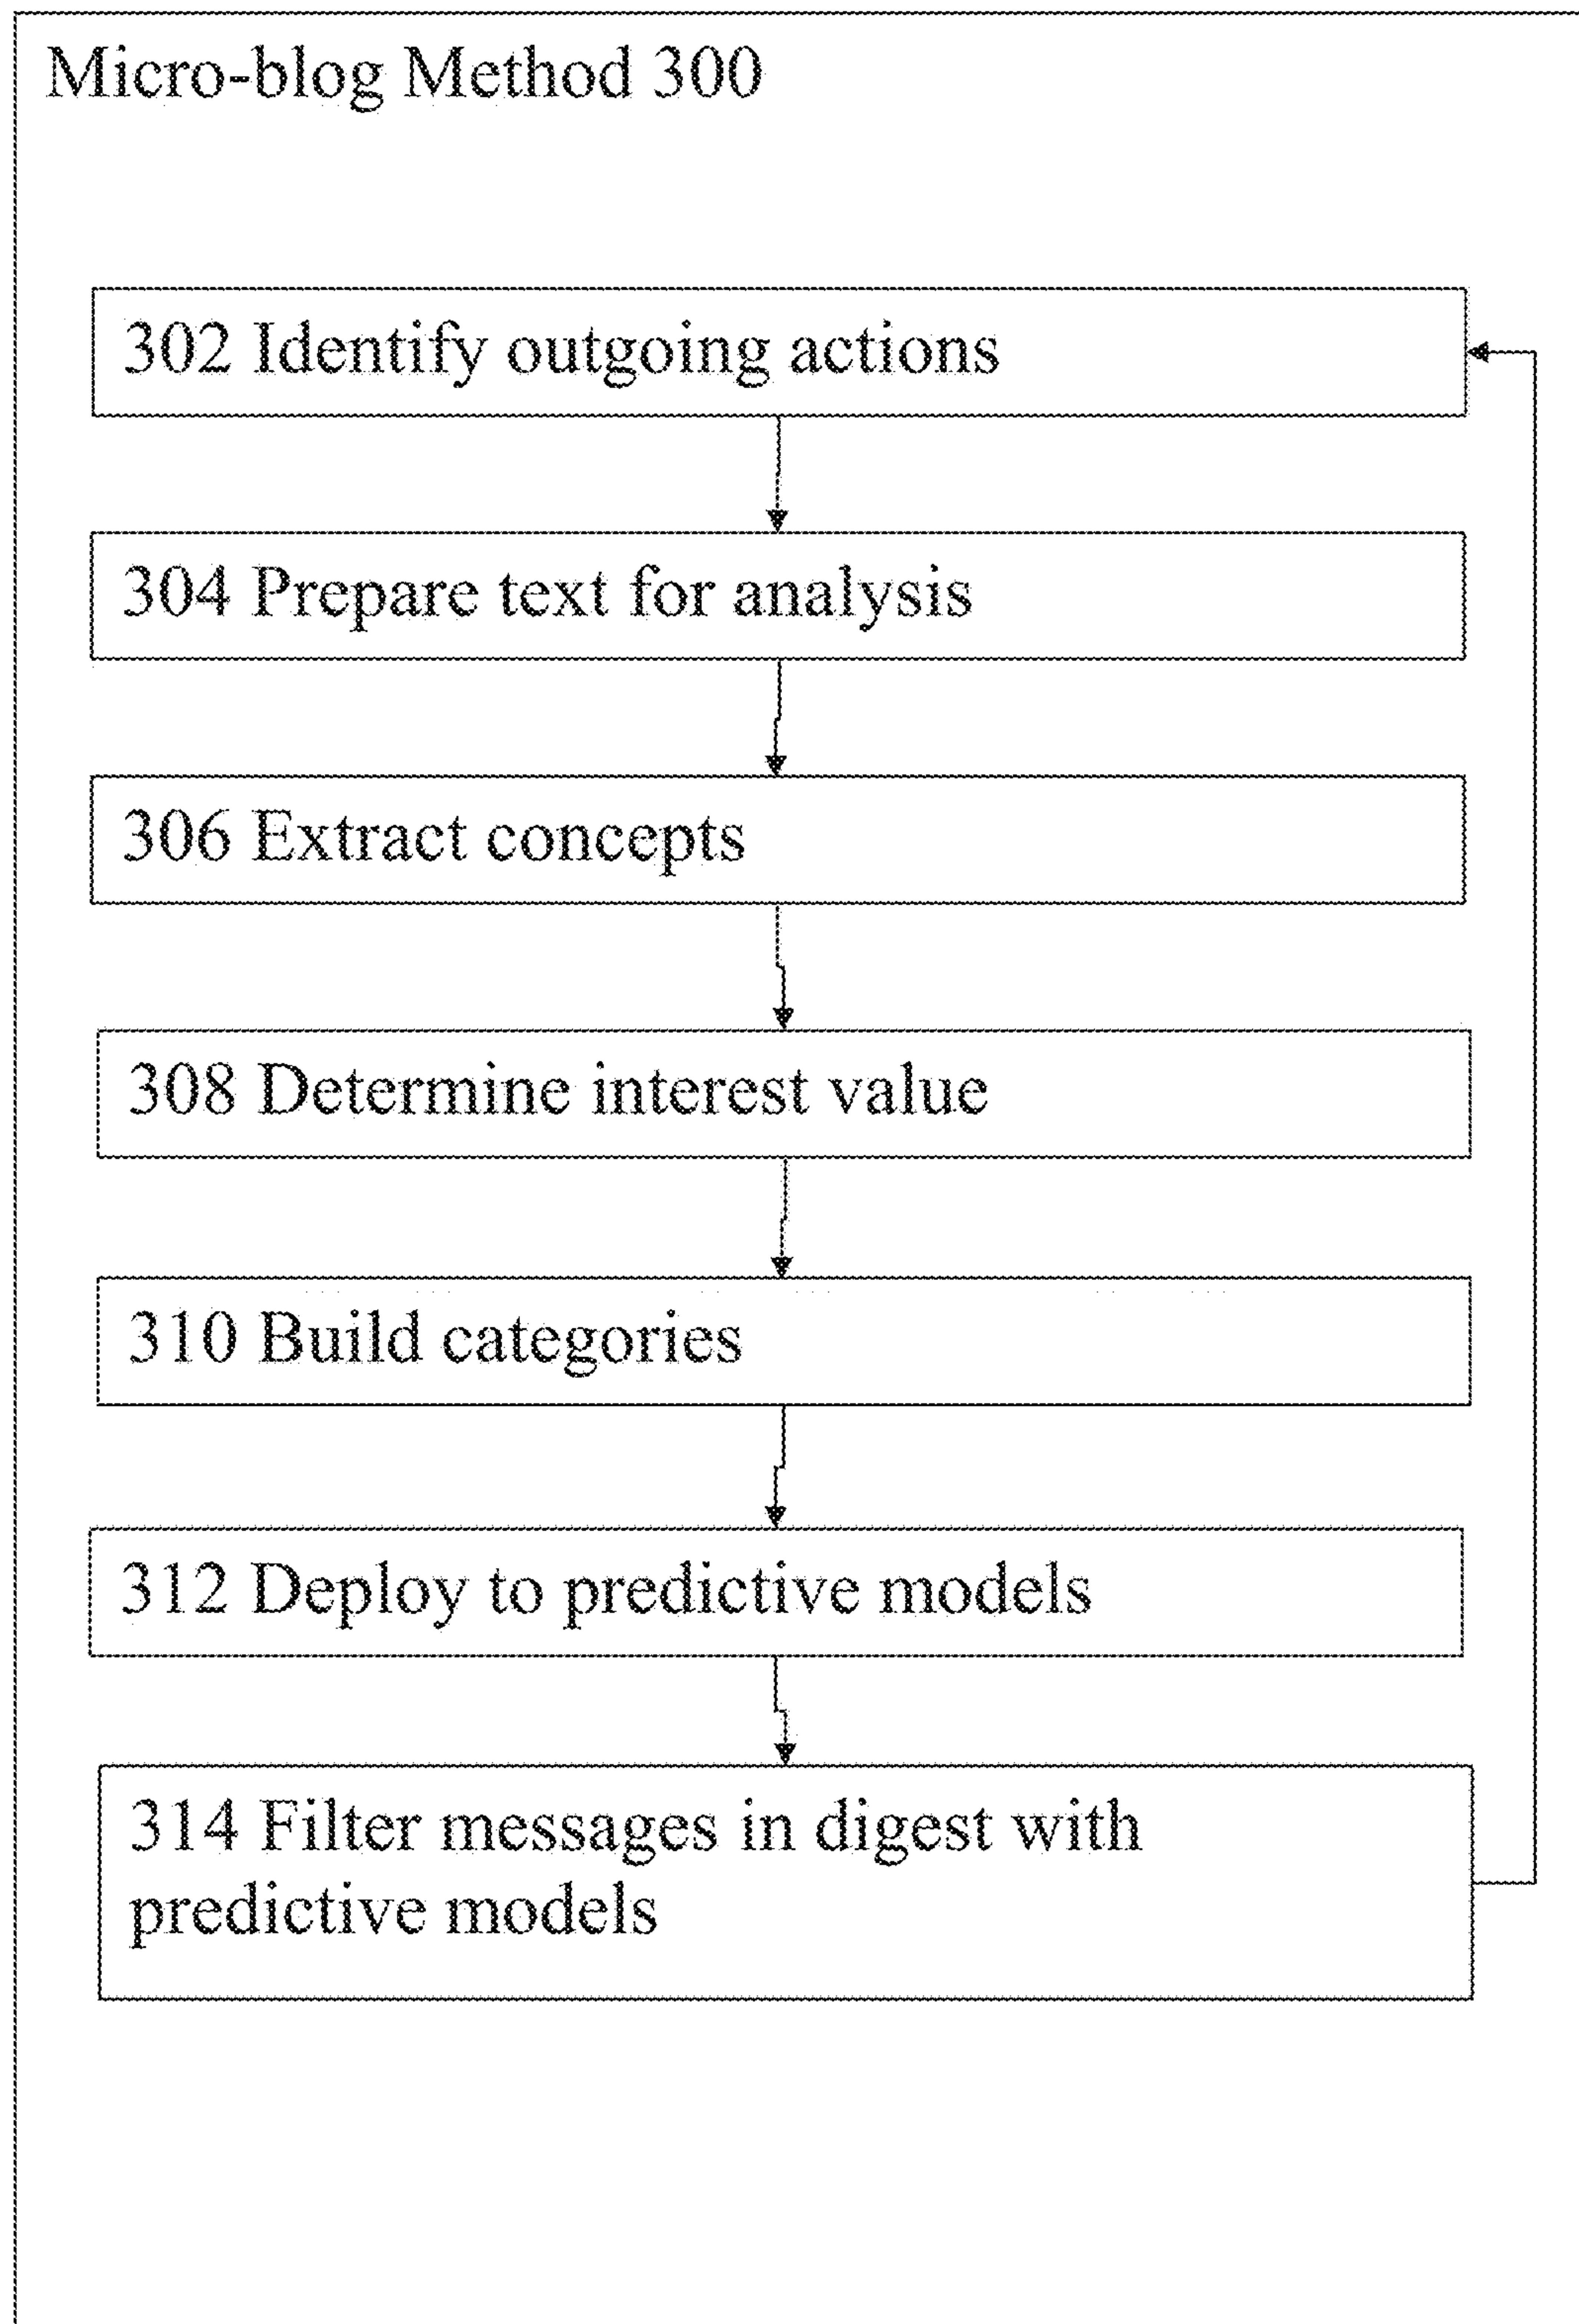 Micro-blog Method 300
302 Identify outgoing actions
304 Prepare text for analysis
306 Extract concepts
308 Determine interest value
310 Build categories
312 Deploy to predictive models
314 Filter messages in digest with
predictive models